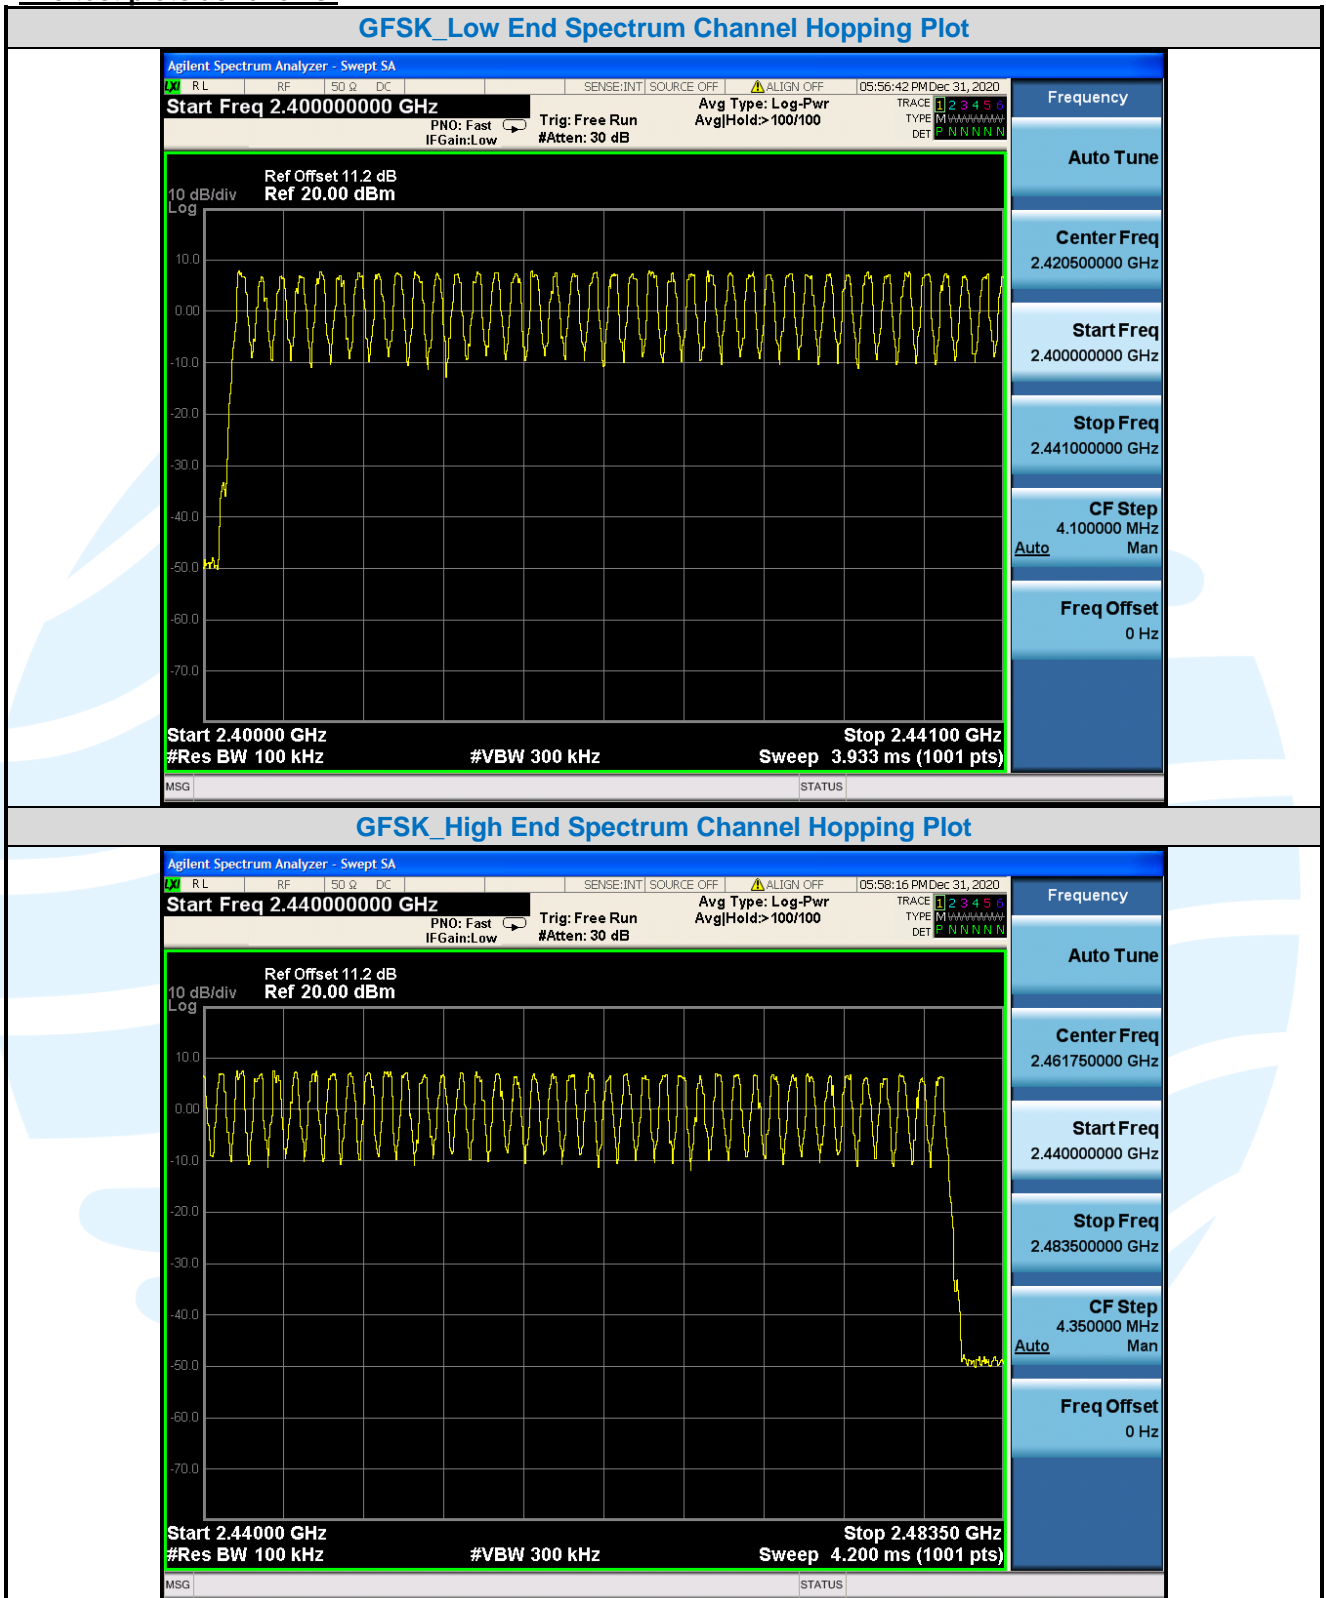 GFSK_Low End Spectrum Channel Hopping Plot
Agilent Spectrum Analyzer - Swept SA
LXI RL RF 50 Ω DC SENSE:INT SOURCE OFF ALIGN OFF 05:56:42 PM Dec 31, 2020
Start Freq 2.400000000 GHz
PNO: Fast
IFGain:Low
Trig: Free Run
#Atten: 30 dB
Avg Type: Log-Pwr
Avg|Hold:>100/100
TRACE 1 2 3 4 5 6
TYPE M
DET P N N N N N
Frequency
Auto Tune
Center Freq
2.420500000 GHz
Start Freq
2.400000000 GHz
Stop Freq
2.441000000 GHz
CF Step
4.100000 MHz
Auto Man
Freq Offset
0 Hz
Ref Offset 11.2 dB
10 dB/div Ref 20.00 dBm
Log
10.0
0.00
-10.0
-20.0
-30.0
-40.0
-50.0
-60.0
-70.0
Start 2.40000 GHz Stop 2.44100 GHz
#Res BW 100 kHz #VBW 300 kHz Sweep 3.933 ms (1001 pts)
MSG STATUS
GFSK_High End Spectrum Channel Hopping Plot
Agilent Spectrum Analyzer - Swept SA
LXI RL RF 50 Ω DC SENSE:INT SOURCE OFF ALIGN OFF 05:58:16 PM Dec 31, 2020
Start Freq 2.440000000 GHz
PNO: Fast
IFGain:Low
Trig: Free Run
#Atten: 30 dB
Avg Type: Log-Pwr
Avg|Hold:>100/100
TRACE 1 2 3 4 5 6
TYPE M
DET P N N N N N
Frequency
Auto Tune
Center Freq
2.461750000 GHz
Start Freq
2.440000000 GHz
Stop Freq
2.483500000 GHz
CF Step
4.350000 MHz
Auto Man
Freq Offset
0 Hz
Ref Offset 11.2 dB
10 dB/div Ref 20.00 dBm
Log
10.0
0.00
-10.0
-20.0
-30.0
-40.0
-50.0
-60.0
-70.0
Start 2.44000 GHz Stop 2.48350 GHz
#Res BW 100 kHz #VBW 300 kHz Sweep 4.200 ms (1001 pts)
MSG STATUS